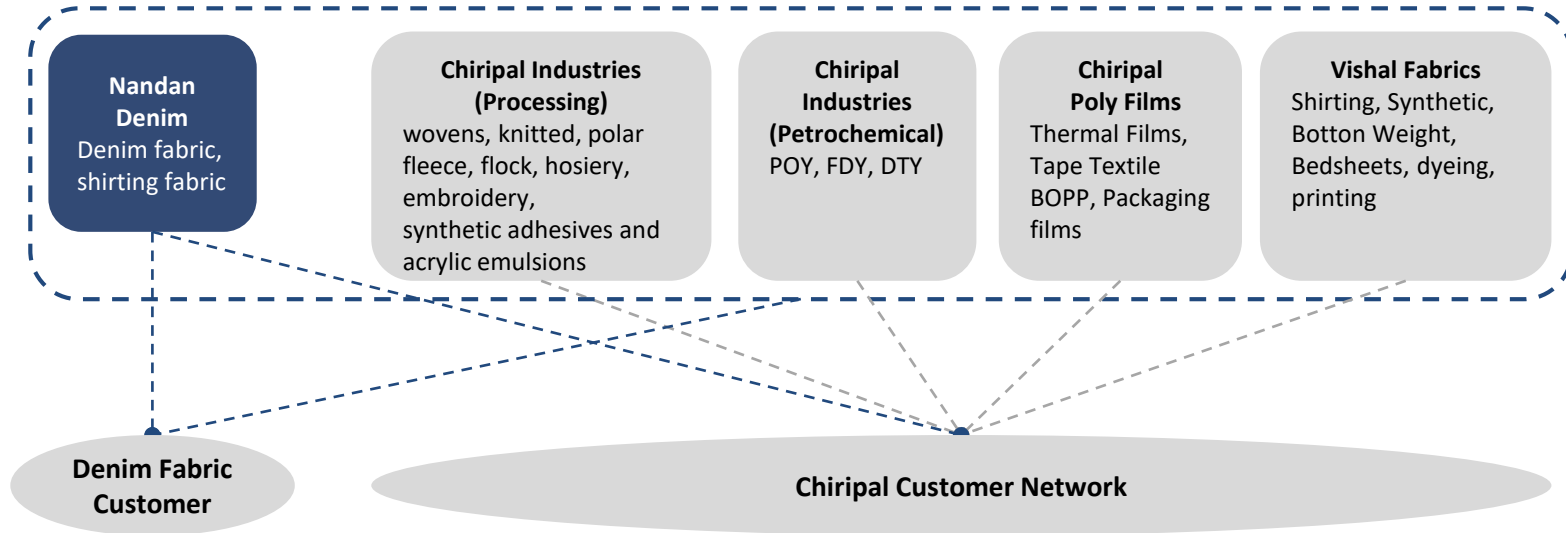 Nandan
Denim
Denim fabric,
shirting fabric
Chiripal Industries
(Processing)
wovens, knitted, polar
fleece, flock, hosiery,
embroidery,
synthetic adhesives and
acrylic emulsions
Chiripal
Industries
(Petrochemical)
POY, FDY, DTY
Chiripal
Poly Films
Thermal Films,
Tape Textile
BOPP, Packaging
films
Vishal Fabrics
Shirting, Synthetic,
Botton Weight,
Bedsheets, dyeing,
printing
Denim Fabric
Customer
Chiripal Customer Network